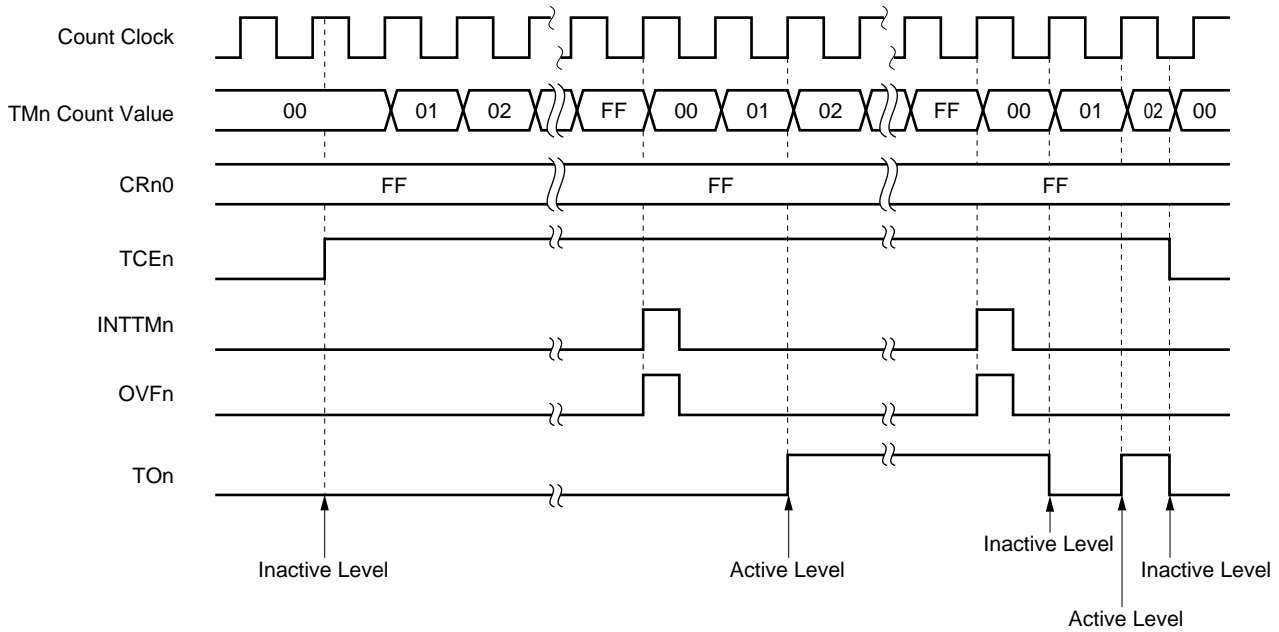 Count Clock
TMn Count Value 00 01 02 FF 00 01 02 FF 00 01 02 00
CRn0 FF FF FF
TCEn
INTTMn
OVFn
TOn
Inactive Level
Active Level
Inactive Level
Inactive Level
Active Level